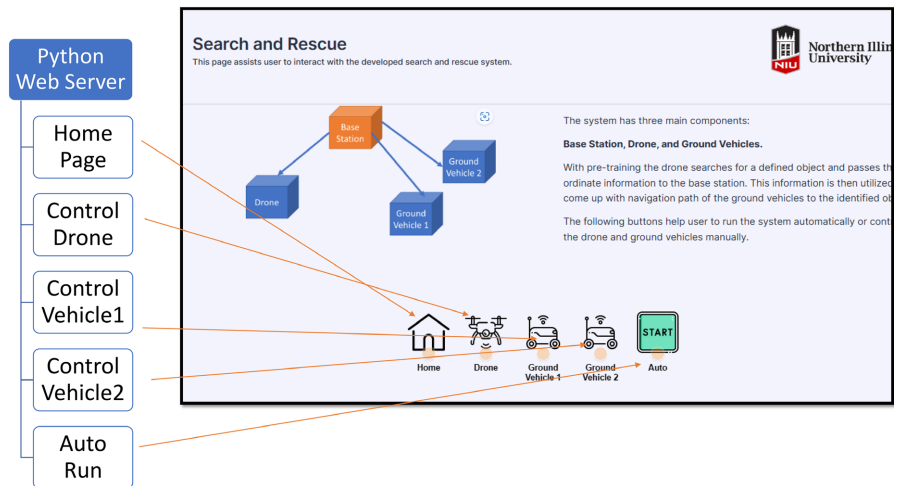 Python
Web Server
Home
Page
Control
Drone
Control
Vehicle1
Control
Vehicle2
Auto
Run
Search and Rescue
This page assists user to interact with the developed search and rescue system.
NIU
Northern Illin
University
Base
Station
Drone
Ground
Vehicle 2
Ground
Vehicle 1
The system has three main components:
Base Station, Drone, and Ground Vehicles.
With pre-training the drone searches for a defined object and passes th
ordinate information to the base station. This information is then utilized
come up with navigation path of the ground vehicles to the identified ob
The following buttons help user to run the system automatically or cont
the drone and ground vehicles manually.
START
Home
Drone
Ground
Vehicle 1
Ground
Vehicle 2
Auto